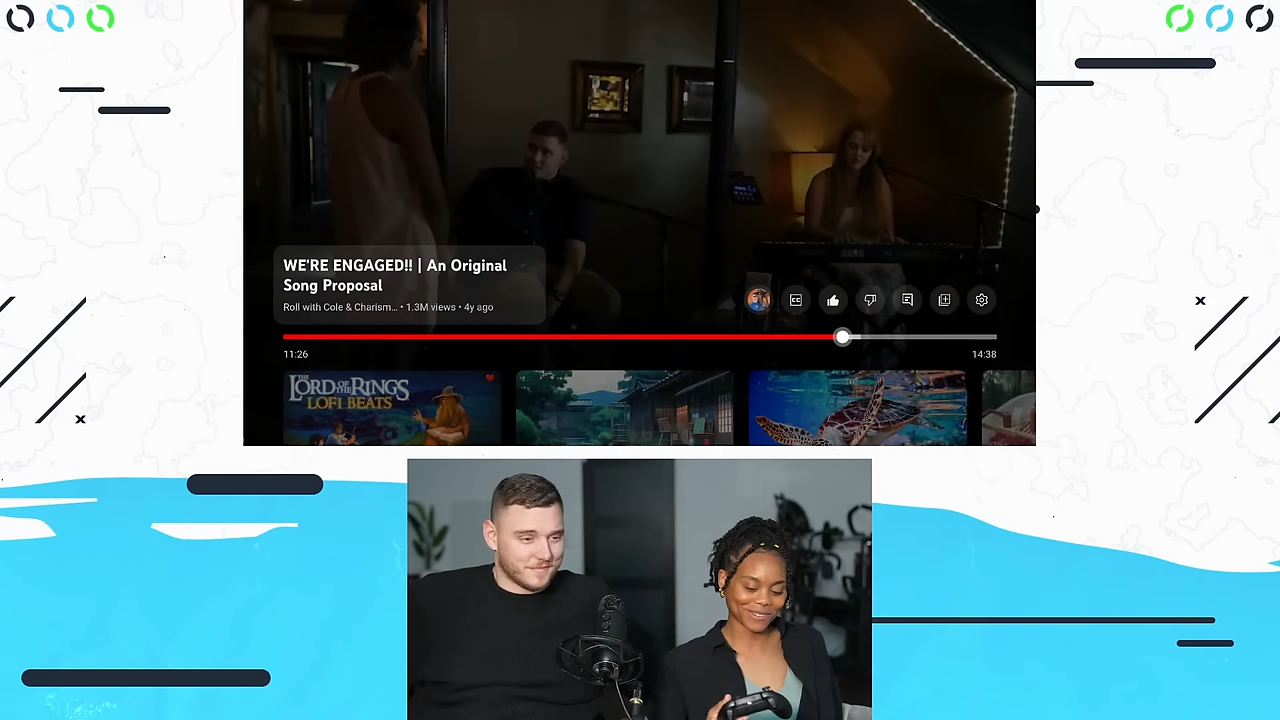 WE'RE ENGAGED!! | An Original
Song Proposal
Roll with Cole & Charism... • 1.3M views • 4y ago
CC
11:26
14:38
THE
LORD OF THE RINGS
LOFI BEATS